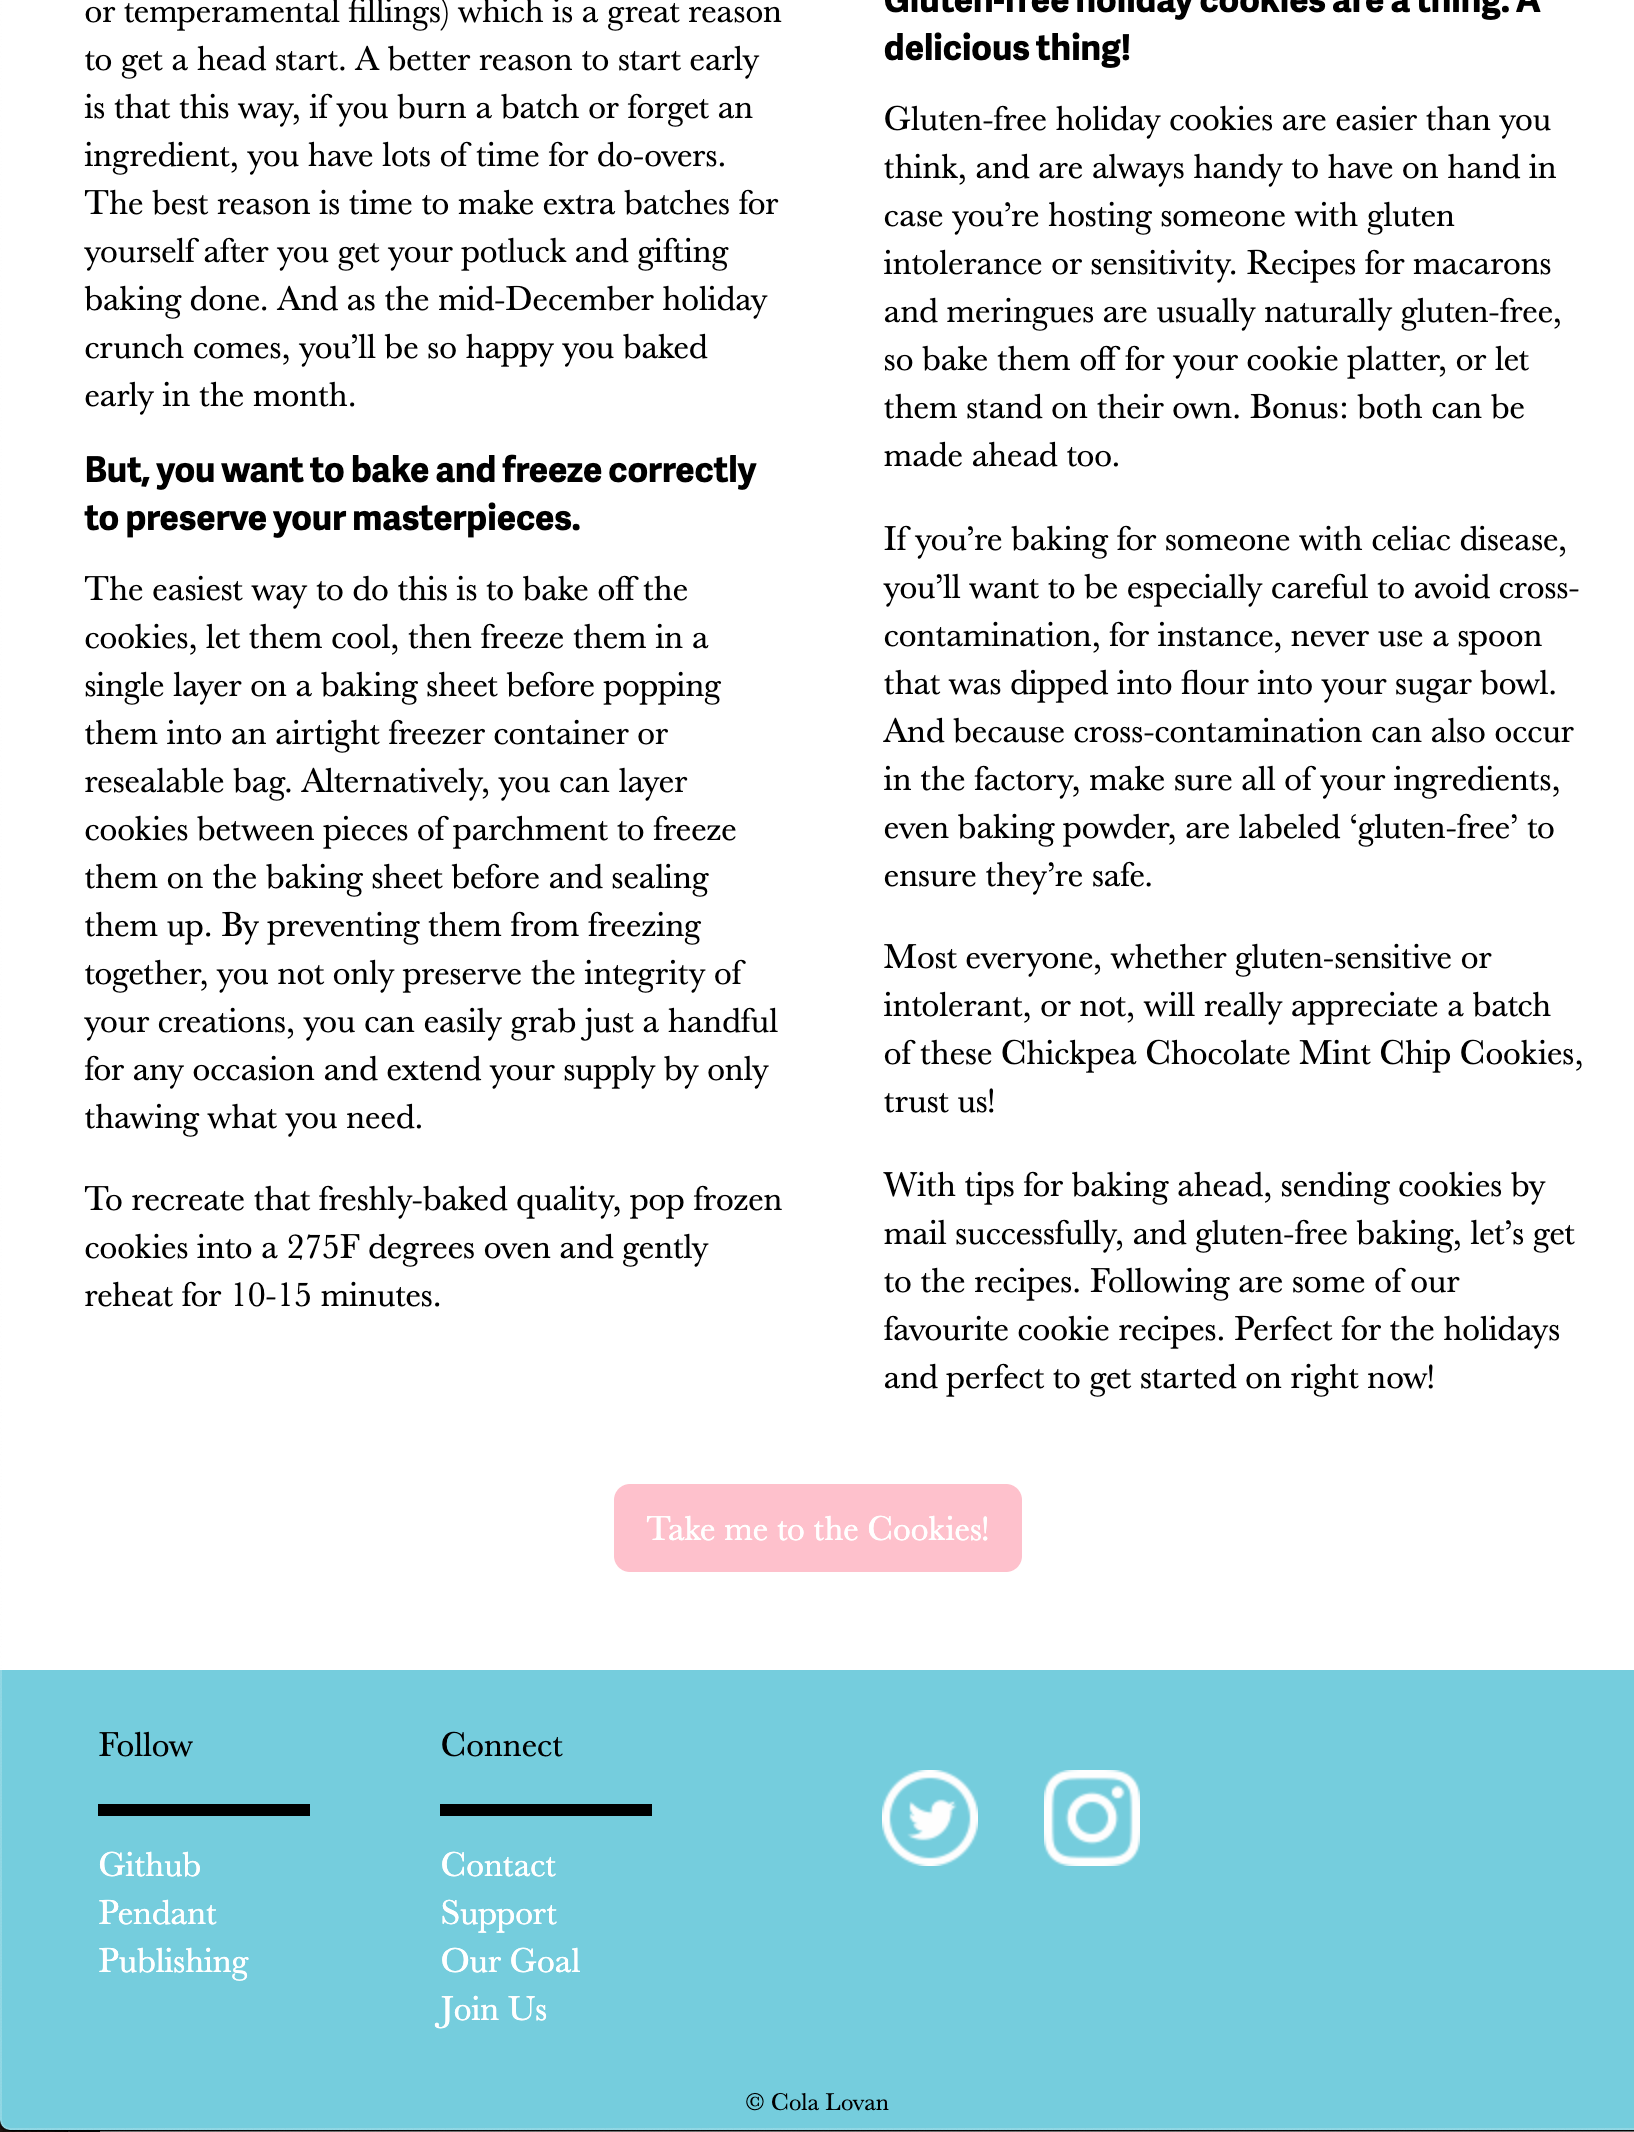 or temperamental fillings) which is a great reason
to get a head start. A better reason to start early
is that this way, if you burn a batch or forget an
ingredient, you have lots of time for do-overs.
The best reason is time to make extra batches for
yourself after you get your potluck and gifting
baking done. And as the mid-December holiday
crunch comes, you’ll be so happy you baked
early in the month.
But, you want to bake and freeze correctly
to preserve your masterpieces.
The easiest way to do this is to bake off the
cookies, let them cool, then freeze them in a
single layer on a baking sheet before popping
them into an airtight freezer container or
resealable bag. Alternatively, you can layer
cookies between pieces of parchment to freeze
them on the baking sheet before and sealing
them up. By preventing them from freezing
together, you not only preserve the integrity of
your creations, you can easily grab just a handful
for any occasion and extend your supply by only
thawing what you need.
To recreate that freshly-baked quality, pop frozen
cookies into a 275F degrees oven and gently
reheat for 10-15 minutes.
Gluten-free holiday cookies are a thing. A
delicious thing!
Gluten-free holiday cookies are easier than you
think, and are always handy to have on hand in
case you’re hosting someone with gluten
intolerance or sensitivity. Recipes for macarons
and meringues are usually naturally gluten-free,
so bake them off for your cookie platter, or let
them stand on their own. Bonus: both can be
made ahead too.
If you’re baking for someone with celiac disease,
you’ll want to be especially careful to avoid cross-
contamination, for instance, never use a spoon
that was dipped into flour into your sugar bowl.
And because cross-contamination can also occur
in the factory, make sure all of your ingredients,
even baking powder, are labeled ‘gluten-free’ to
ensure they’re safe.
Most everyone, whether gluten-sensitive or
intolerant, or not, will really appreciate a batch
of these Chickpea Chocolate Mint Chip Cookies,
trust us!
With tips for baking ahead, sending cookies by
mail successfully, and gluten-free baking, let’s get
to the recipes. Following are some of our
favourite cookie recipes. Perfect for the holidays
and perfect to get started on right now!
Take me to the Cookies!
Follow
Github
Pendant
Publishing
Connect
Contact
Support
Our Goal
Join Us
© Cola Lovan